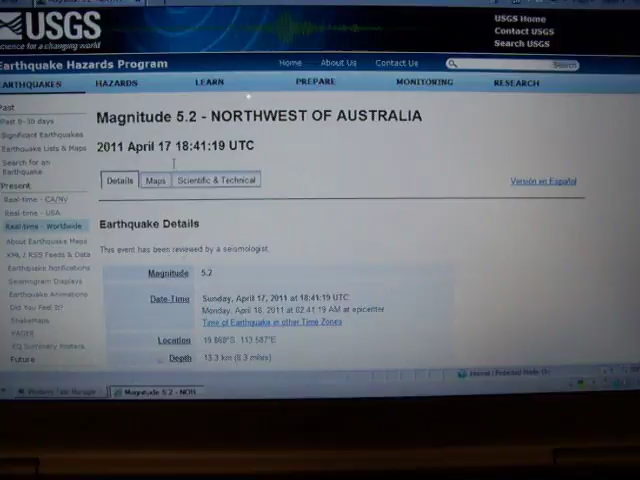 USGS
science for a changing world
USGS Home
Contact USGS
Search USGS
Earthquake Hazards Program
Home About Us Contact Us
Search
EARTHQUAKES HAZARDS LEARN PREPARE MONITORING RESEARCH
Past
Past 8-30 days
Significant Earthquakes
Earthquake Lists & Maps
Search for an
Earthquake
Present
Real-time - CA/NV
Real-time - USA
Real-time - Worldwide
About Earthquake Maps
XML / RSS Feeds & Data
Earthquake Notifications
Seismogram Displays
Earthquake Animations
Did You Feel It?
ShakeMaps
PAGER
EQ Summary Posters
Future
Magnitude 5.2 - NORTHWEST OF AUSTRALIA
2011 April 17 18:41:19 UTC
Details Maps Scientific & Technical
Versión en Español
Earthquake Details
This event has been reviewed by a seismologist.
Magnitude 5.2
Date-Time Sunday, April 17, 2011 at 18:41:19 UTC
Monday, April 18, 2011 at 02:41:19 AM at epicenter
Time of Earthquake in other Time Zones
Location 113.587°E
Depth 13.3 km (8.3 miles)
Windows Task Manager
Magnitude 5.2 - NOR...